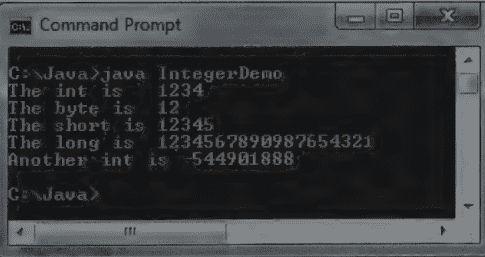 Command Prompt
C:\Java>java IntegerDemo
The int is 1234
The byte is 12
The short is 12345
The long is 1234567890987654321
Another int is 544901888
C:\Java>